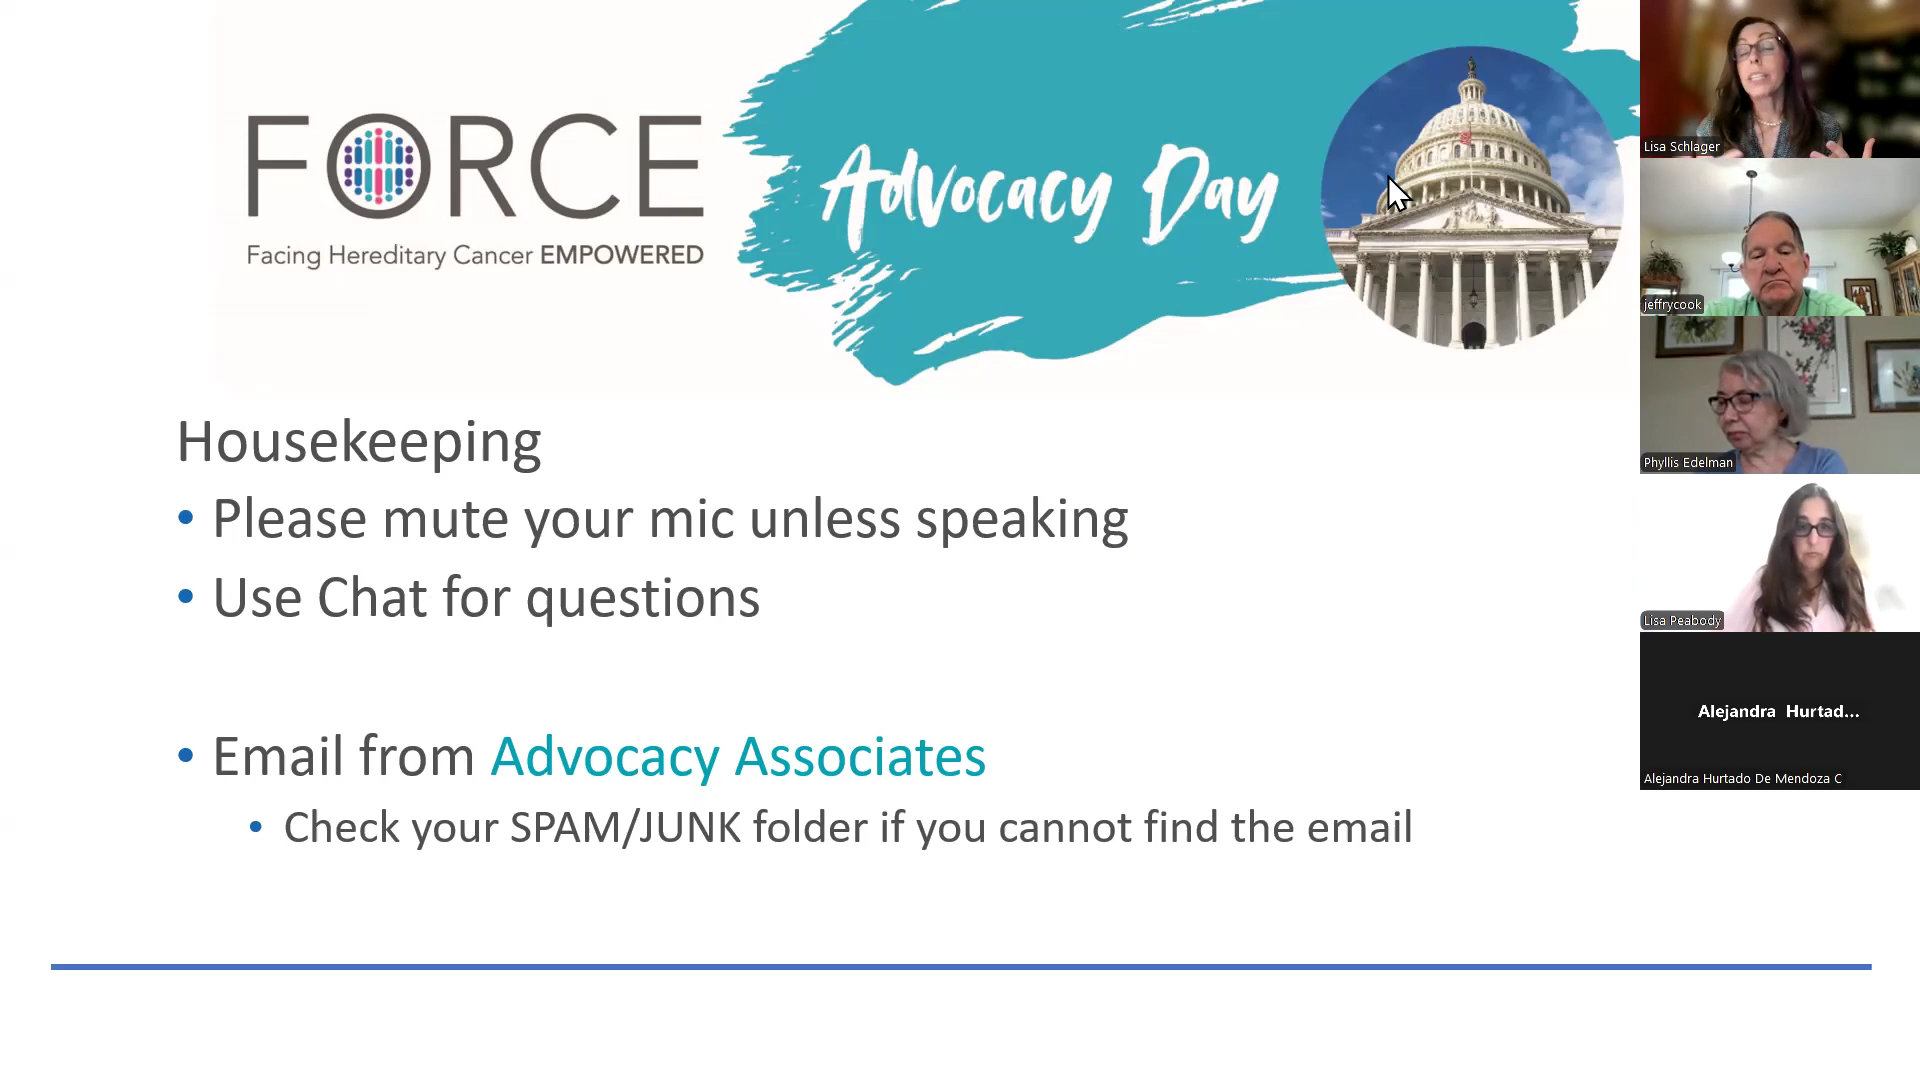 FORCE
Facing Hereditary Cancer EMPOWERED
Advocacy Day
Housekeeping
• Please mute your mic unless speaking
• Use Chat for questions
• Email from Advocacy Associates
• Check your SPAM/JUNK folder if you cannot find the email
Lisa Schlager
jeffrycook
Phyllis Edelman
Lisa Peabody
Alejandra Hurtad...
Alejandra Hurtado De Mendoza C